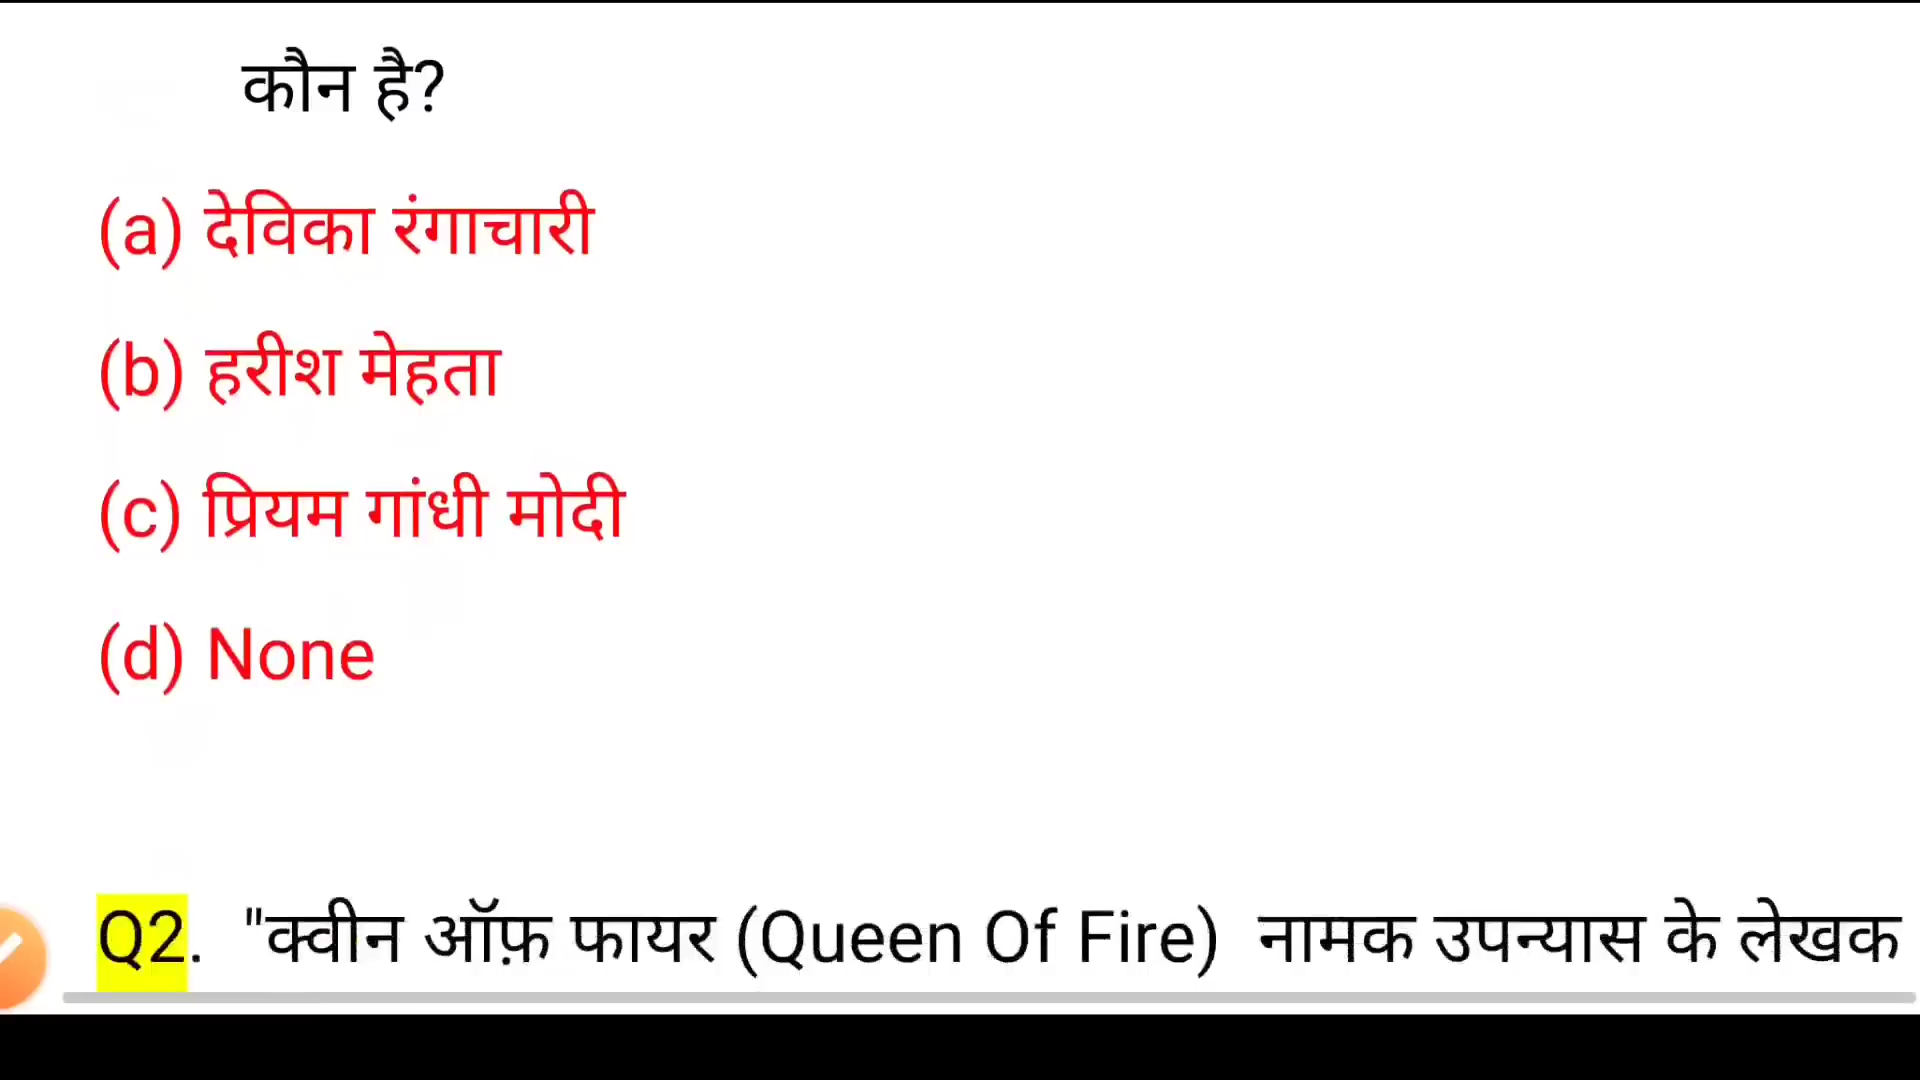 कौन है?
(a) देविका रंगाचारी
(b) हरीश मेहता
(c) प्रियम गांधी मोदी
(d) None
Q2. "क्वीन ऑफ़ फायर (Queen Of Fire) नामक उपन्यास के लेखक